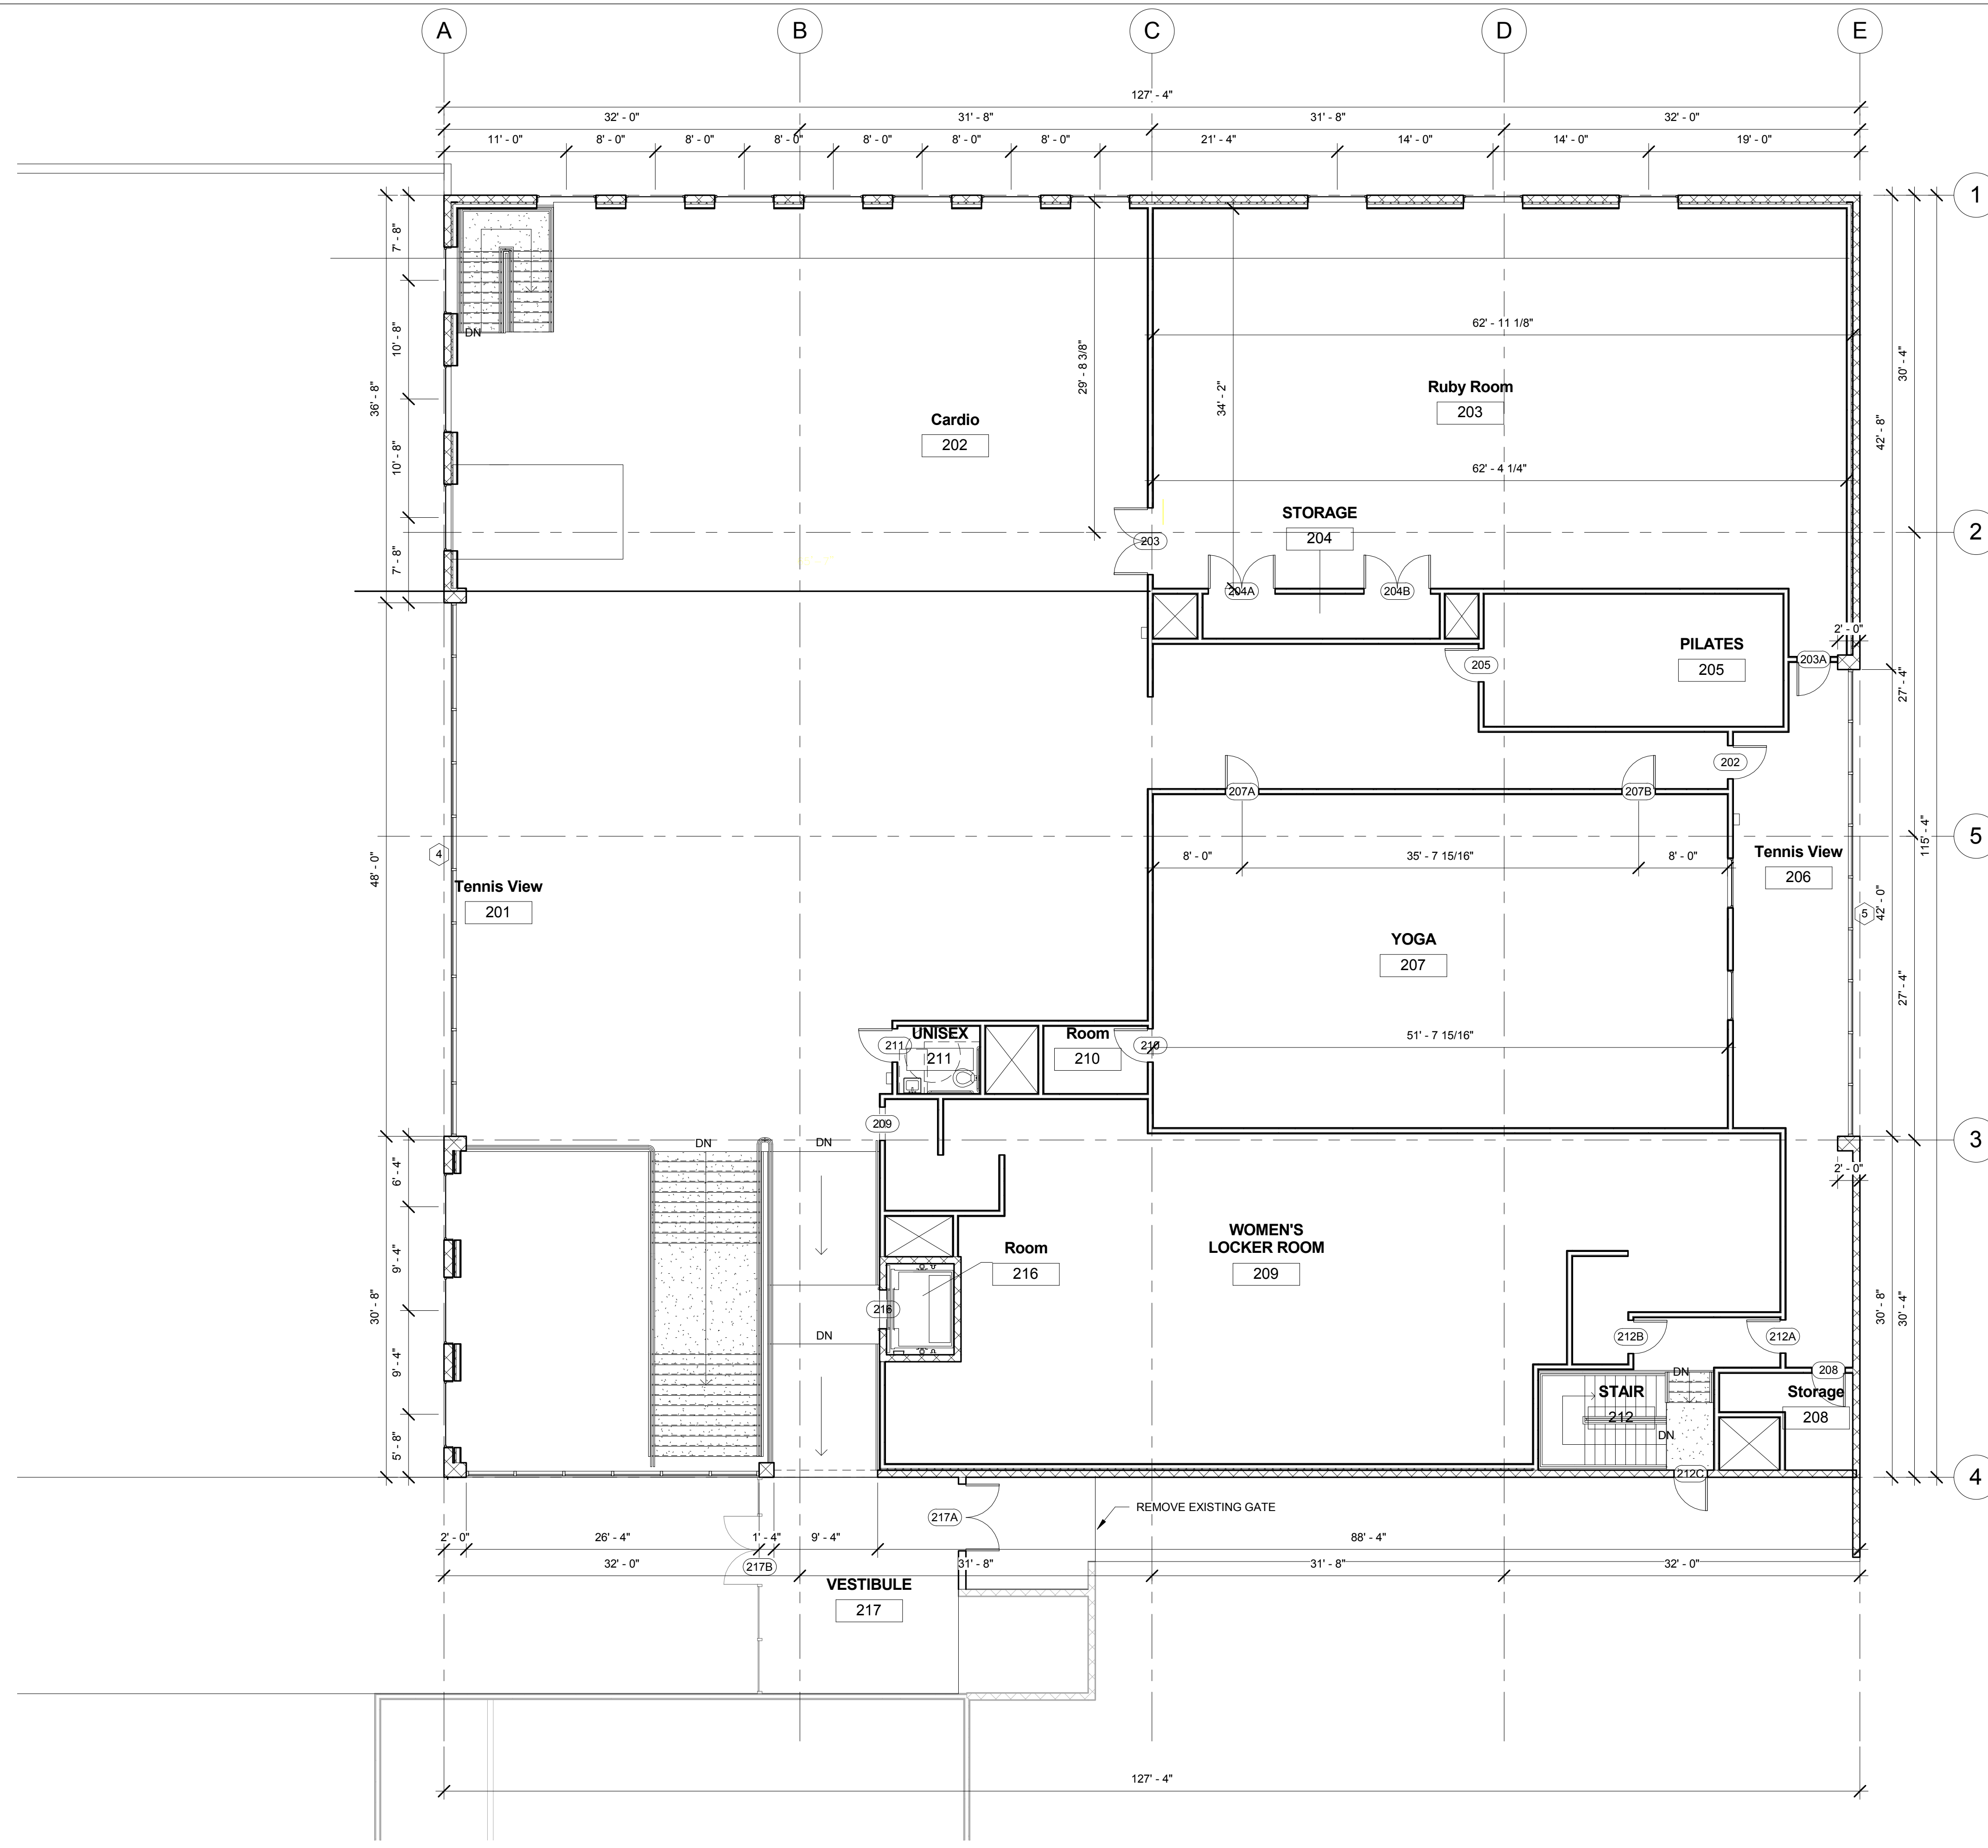 A
B
C
D
E
127' - 4"
32' - 0"
31' - 8"
31' - 8"
32' - 0"
11' - 0"
8' - 0"
8' - 0"
8' - 0"
8' - 0"
8' - 0"
8' - 0"
21' - 4"
14' - 0"
14' - 0"
19' - 0"
1
7' - 8"
10' - 8"
36' - 8"
10' - 8"
7' - 8"
DN
29' - 8 3/8"
34' - 2"
62' - 11 1/8"
Ruby Room
203
62' - 4 1/4"
Cardio
202
30' - 4"
42' - 8"
STORAGE
204
203
2
204A
204B
2' - 0"
PILATES
205
205
203A
27' - 4"
202
207A
207B
5
115' - 4"
4
48' - 0"
8' - 0"
35' - 7 15/16"
8' - 0"
Tennis View
206
Tennis View
201
42' - 0"
5
YOGA
207
27' - 4"
UNISEX
211
211
Room
210
210
51' - 7 15/16"
209
3
DN
DN
6' - 4"
2' - 0"
9' - 4"
30' - 8"
9' - 4"
5' - 8"
WOMEN'S
LOCKER ROOM
209
Room
216
216
DN
30' - 8"
30' - 4"
212B
212A
208
DN
STAIR
212
DN
Storage
208
212C
4
217A
REMOVE EXISTING GATE
2' - 0"
26' - 4"
1' - 4"
9' - 4"
88' - 4"
32' - 0"
217B
31' - 8"
31' - 8"
32' - 0"
VESTIBULE
217
127' - 4"